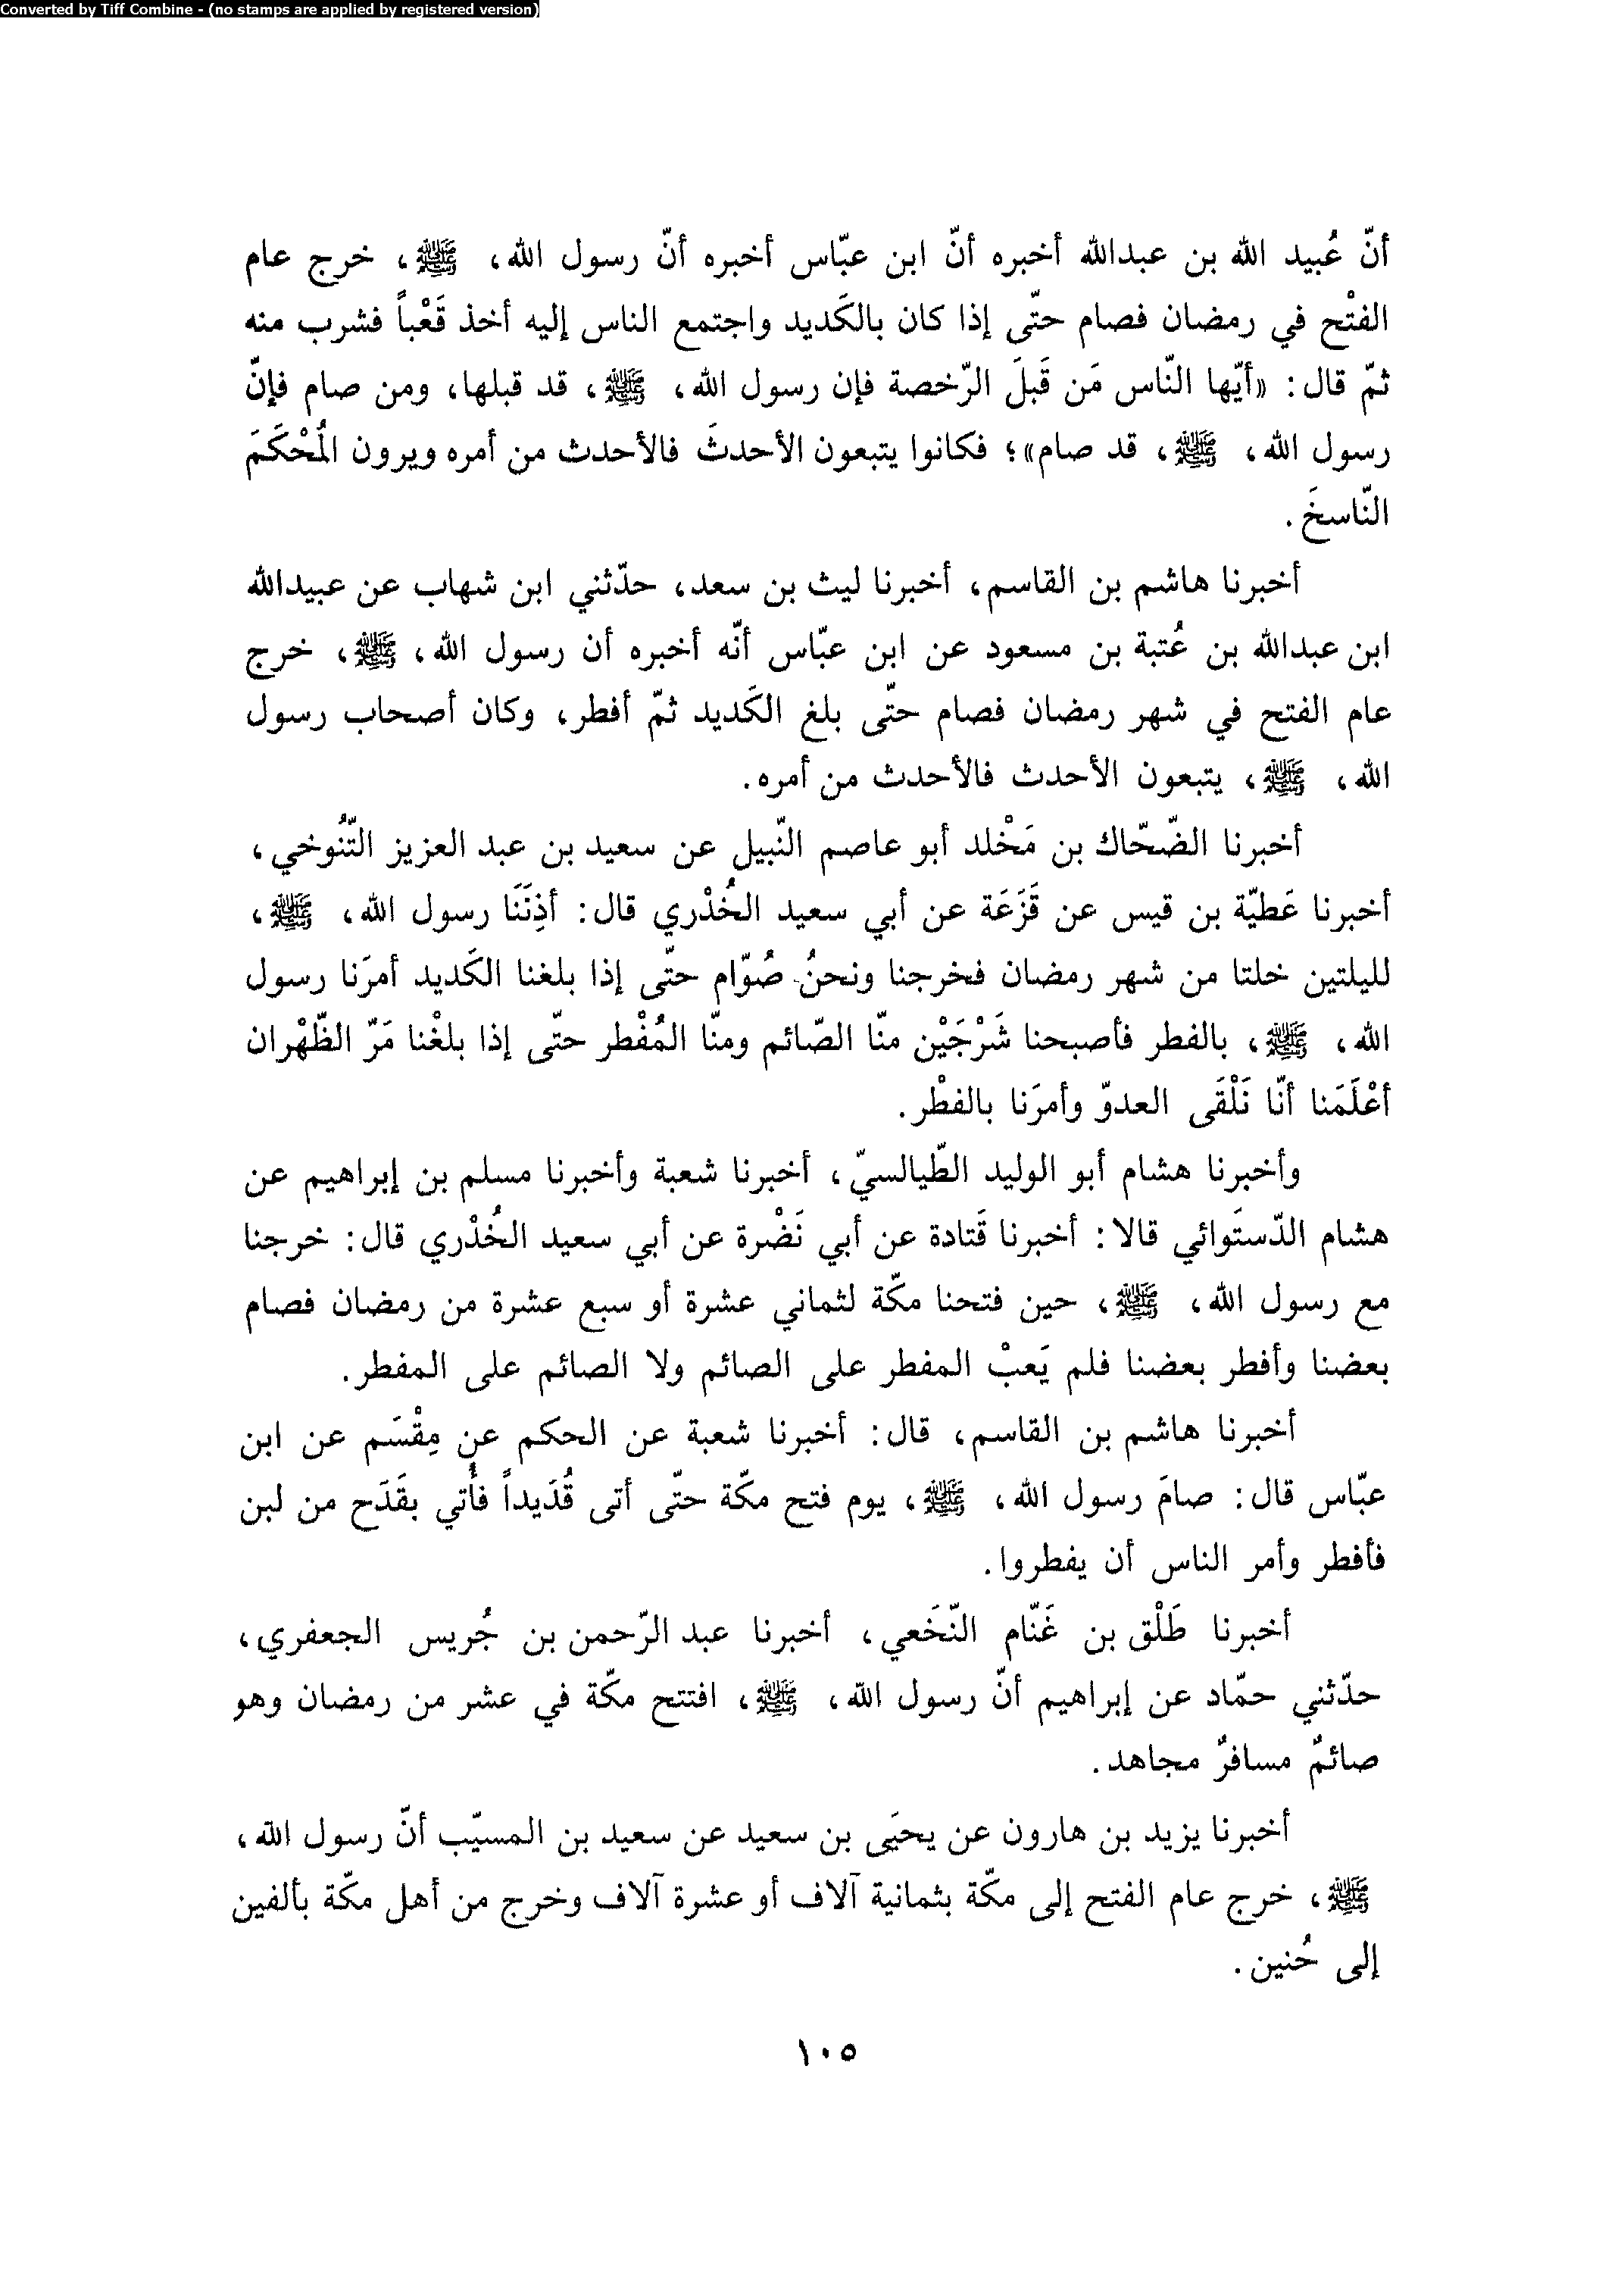 Converted by Tiff Combine - (no stamps are applied by registered version)
أنّ عُبيد الله بن عبدالله أخبره أنّ ابن عبّاس أخبره أنّ رسول الله، ﷺ، خرج عام
الفتْح في رمضان فصام حتّى إذا كان بالكَديد واجتمع الناس إليه أخذ قَعْباً فشرب منه
ثمّ قال: «أيّها النّاس مَن قَبلَ الرّخصة فإن رسول الله، ﷺ، قد قبلها، ومن صام فإنّ
رسول الله، ﷺ، قد صام»؛ فكانوا يتبعون الأحدثَ فالأحدث من أمره ويرون المُحْكَمَ
النّاسخَ.
أخبرنا هاشم بن القاسم، أخبرنا ليث بن سعد، حدّثني ابن شهاب عن عبيدالله
ابن عبدالله بن عُتبة بن مسعود عن ابن عبّاس أنّه أخبره أن رسول الله، ﷺ، خرج
عام الفتح في شهر رمضان فصام حتّى بلغ الكَديد ثمّ أفطر، وكان أصحاب رسول
الله، ﷺ، يتبعون الأحدث فالأحدث من أمره.
أخبرنا الضّحّاك بن مَخْلد أبو عاصم النّبيل عن سعيد بن عبد العزيز التّنُوخي،
أخبرنا عَطيّة بن قيس عن قَزَعَة عن أبي سعيد الخُدْري قال: أذِنَنَا رسول الله، ﷺ،
لليلتين خلتا من شهر رمضان فخرجنا ونحنُ صُوّام حتّى إذا بلغنا الكَديد أمرَنا رسول
الله، ﷺ، بالفطر فأصبحنا شَرْجَيْن منّا الصّائم ومنّا المُفْطر حتّى إذا بلغْنا مَرّ الظّهْران
أعْلَمَنا أنّا نَلْقَى العدوّ وأمرَنا بالفطْر.
وأخبرنا هشام أبو الوليد الطّيالسيّ، أخبرنا شعبة وأخبرنا مسلم بن إبراهيم عن
هشام الدّستَوائي قالا: أخبرنا قَتادة عن أبي نَضْرة عن أبي سعيد الخُدْري قال: خرجنا
مع رسول الله، ﷺ، حين فتحنا مكّة لثماني عشرة أو سبع عشرة من رمضان فصام
بعضنا وأفطر بعضنا فلم يَعبْ المفطر على الصائم ولا الصائم على المفطر.
أخبرنا هاشم بن القاسم، قال: أخبرنا شعبة عن الحكم عن مِقْسَم عن ابن
عبّاس قال: صامَ رسول الله، ﷺ، يوم فتح مكّة حتّى أتى قُدَيداً فأُتي بقَدَح من لبن
فأفطر وأمر الناس أن يفطروا.
أخبرنا طَلْق بن غَنّام النّخَعي، أخبرنا عبد الرّحمن بن جُريس الجعفري،
حدّثني حمّاد عن إبراهيم أنّ رسول الله، ﷺ، افتتح مكّة في عشر من رمضان وهو
صائمٌ مسافرٌ مجاهد.
أخبرنا يزيد بن هارون عن يحيَى بن سعيد عن سعيد بن المسيّب أنّ رسول الله،
ﷺ، خرج عام الفتح إلى مكّة بثمانية آلاف أو عشرة آلاف وخرج من أهل مكّة بألفين
إلى حُنين.
١٠٥